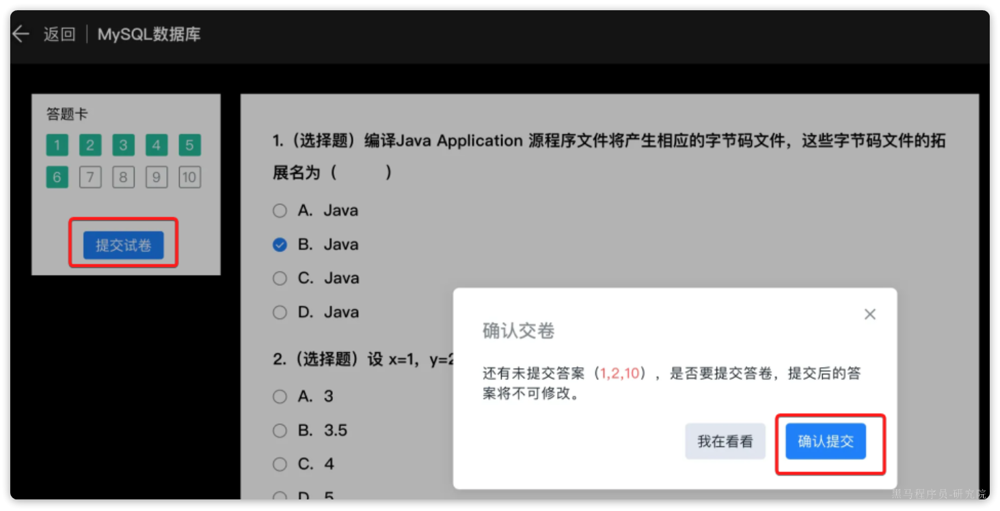 返回 | MySQL数据库
答题卡
1 2 3 4 5
6 7 8 9 10
提交试卷
1.（选择题）编译Java Application 源程序文件将产生相应的字节码文件，这些字节码文件的拓
展名为（ ）
A. Java
B. Java
C. Java
D. Java
2.（选择题）设 x=1，y=2
A. 3
B. 3.5
C. 4
D. 5
确认交卷
还有未提交答案（1,2,10），是否要提交答卷，提交后的答
案将不可修改。
我在看看
确认提交
黑马程序员-研究院